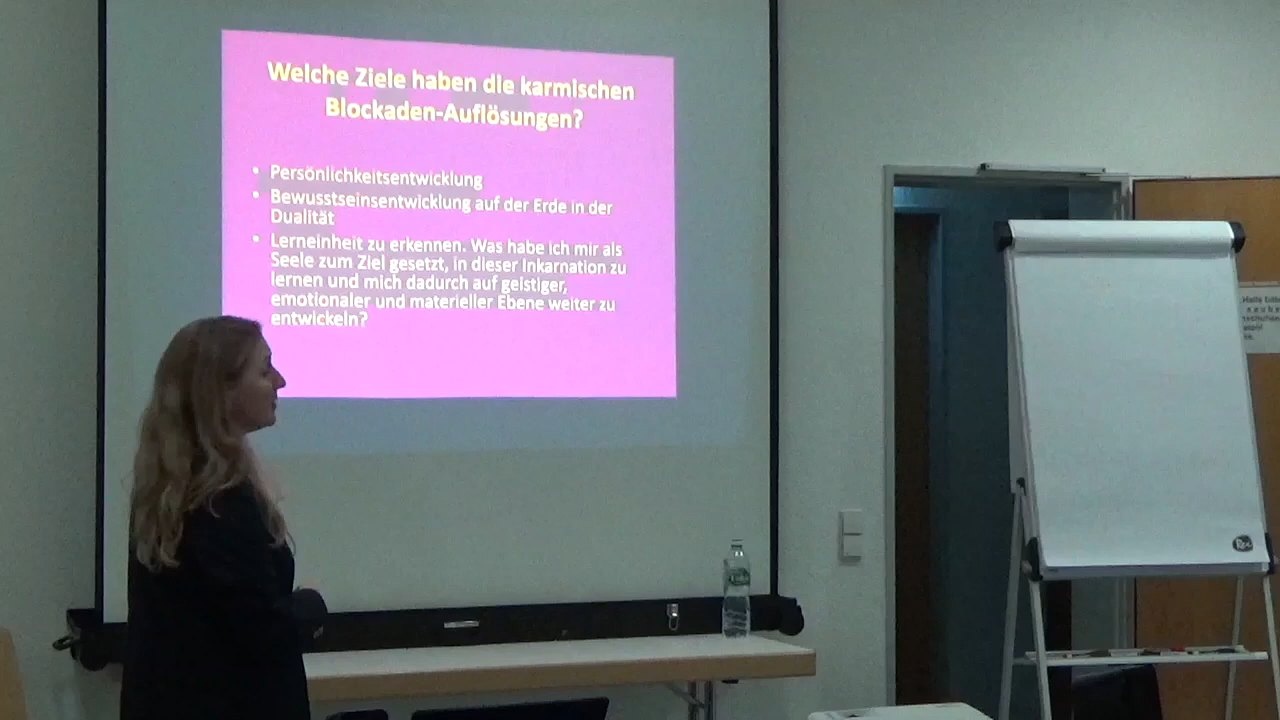 Welche Ziele haben die karmischen
Blockaden-Auflösungen?
• Persönlichkeitsentwicklung
• Bewusstseinsentwicklung auf der Erde in der
Dualität
• Lerneinheit zu erkennen. Was habe ich mir als
Seele zum Ziel gesetzt, in dieser Inkarnation zu
lernen und mich dadurch auf geistiger,
emotionaler und materieller Ebene weiter zu
entwickeln?